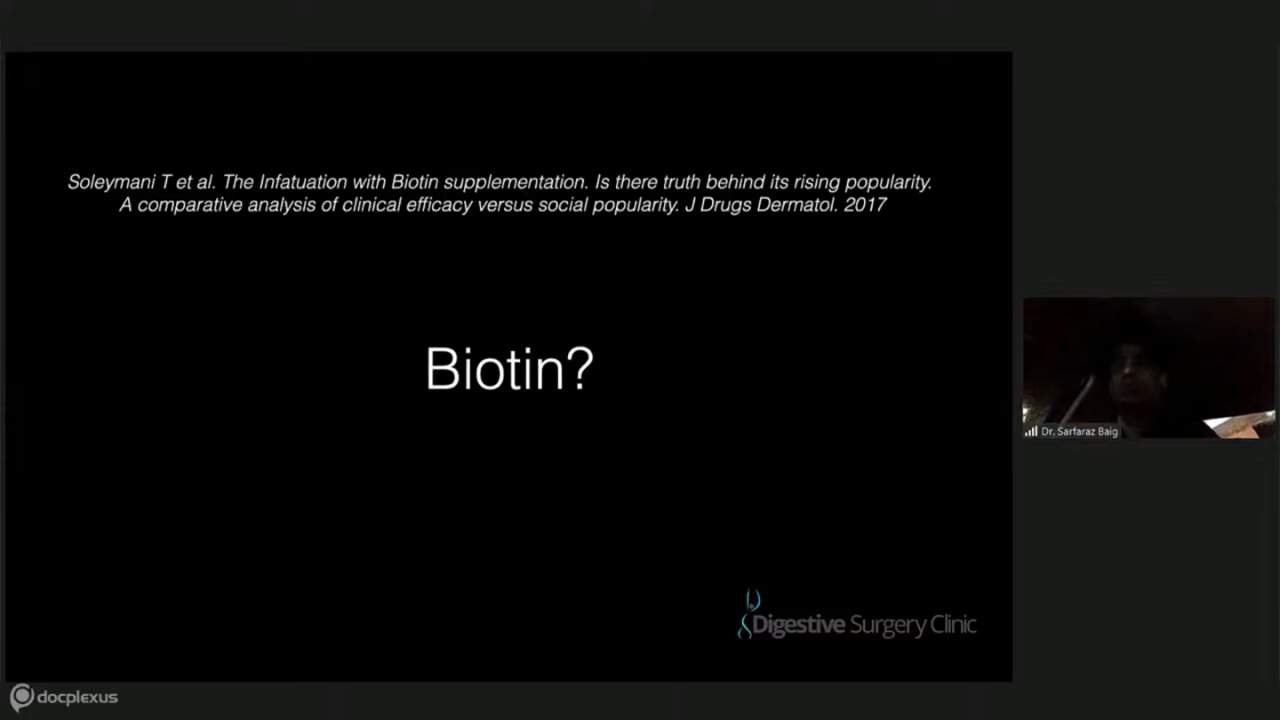 Soleymani T et al. The Infatuation with Biotin supplementation. Is there truth behind its rising popularity.
A comparative analysis of clinical efficacy versus social popularity. J Drugs Dermatol. 2017
Biotin?
Dr. Sarfaraz Baig
Digestive Surgery Clinic
docplexus